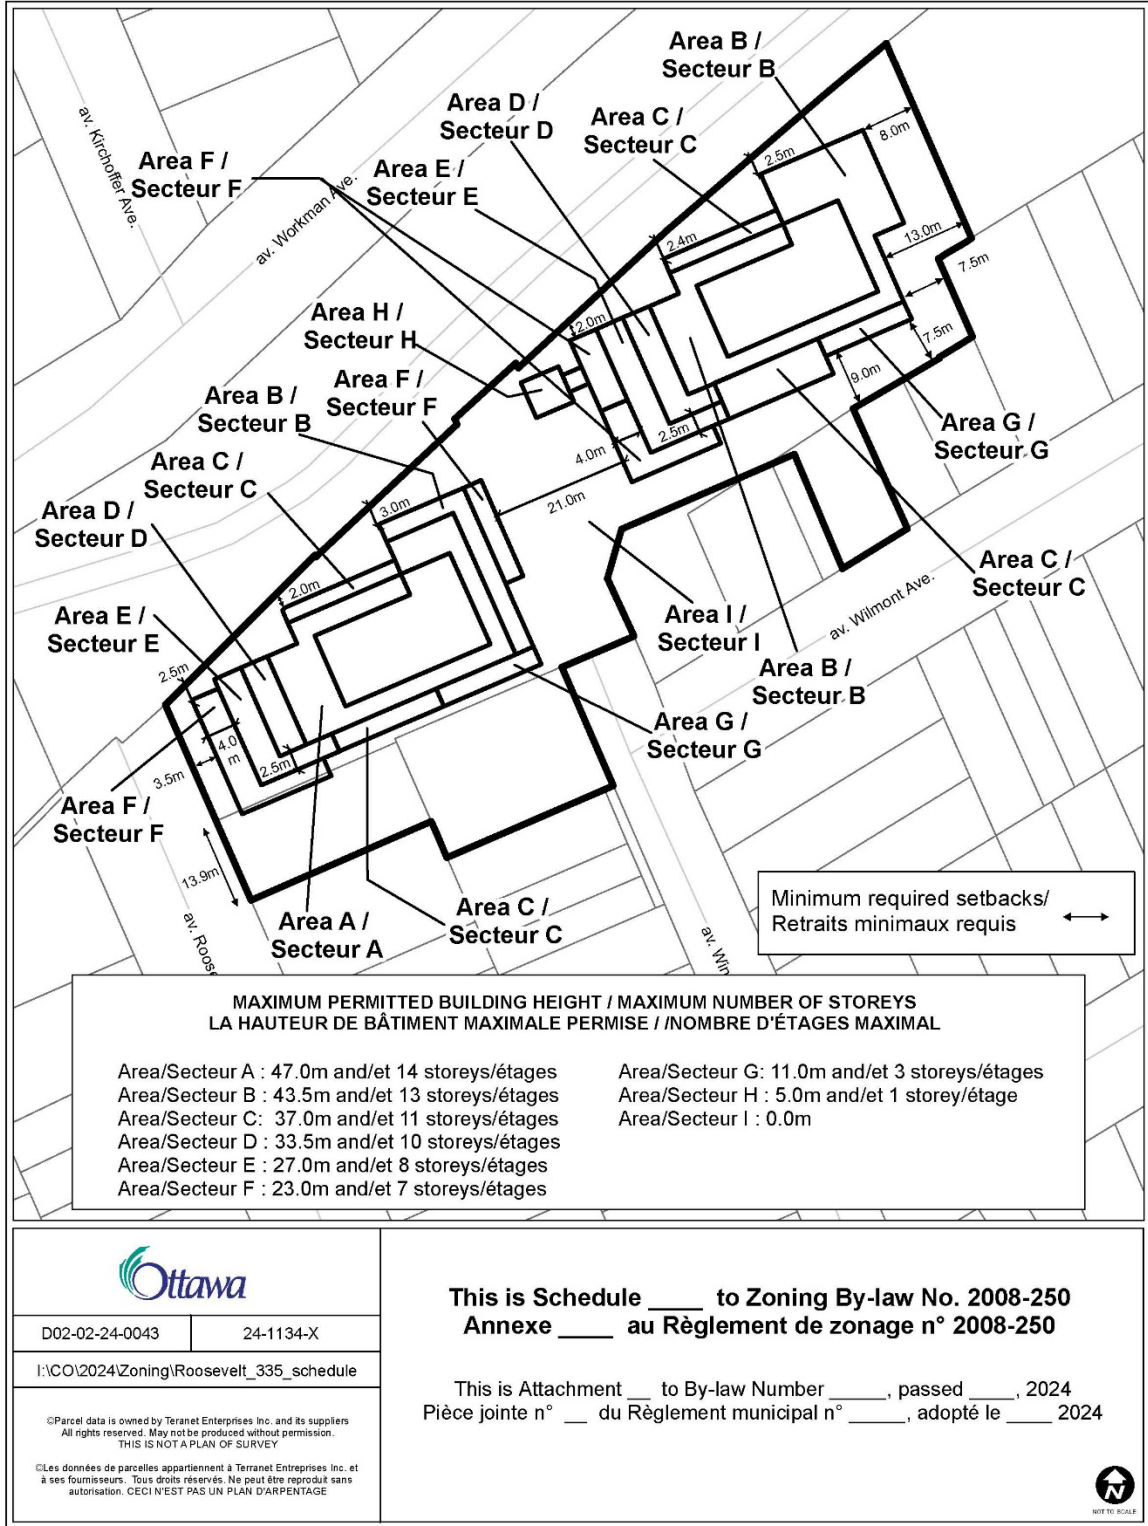 Area B /
Secteur B
Area D /
Secteur D
Area C /
Secteur C
8.0m
2.5m
av. Kirchoffer Ave.
Area F /
Secteur F
Area E /
Secteur E
av. Workman Ave.
2.4m
13.0m
7.5m
Area H /
Secteur H
2.0m
7.5m
Area F /
Secteur F
9.0m
Area B /
Secteur B
2.5m
4.0m
Area G /
Secteur G
Area C /
Secteur C
3.0m
21.0m
Area D /
Secteur D
Area C /
Secteur C
2.0m
av. Wilmont Ave.
Area E /
Secteur E
Area I /
Secteur I
Area B /
Secteur B
2.5m
Area G /
Secteur G
4.0
m
2.5m
3.5m
Area F /
Secteur F
13.9m
Area A /
Secteur A
Area C /
Secteur C
av. Roose
av. Win
Minimum required setbacks/
Retraits minimaux requis
MAXIMUM PERMITTED BUILDING HEIGHT / MAXIMUM NUMBER OF STOREYS
LA HAUTEUR DE BÂTIMENT MAXIMALE PERMISE / /NOMBRE D'ÉTAGES MAXIMAL
Area/Secteur A : 47.0m and/et 14 storeys/étages
Area/Secteur B : 43.5m and/et 13 storeys/étages
Area/Secteur C: 37.0m and/et 11 storeys/étages
Area/Secteur D : 33.5m and/et 10 storeys/étages
Area/Secteur E : 27.0m and/et 8 storeys/étages
Area/Secteur F : 23.0m and/et 7 storeys/étages
Area/Secteur G: 11.0m and/et 3 storeys/étages
Area/Secteur H : 5.0m and/et 1 storey/étage
Area/Secteur I : 0.0m
Ottawa
D02-02-24-0043
24-1134-X
I:\CO\2024\Zoning\Roosevelt_335_schedule
©Parcel data is owned by Teranet Enterprises Inc. and its suppliers
All rights reserved. May not be produced without permission.
THIS IS NOT A PLAN OF SURVEY
©Les données de parcelles appartiennent à Terranet Entreprises Inc. et
à ses fournisseurs. Tous droits réservés. Ne peut être reproduit sans
autorisation. CECI N'EST PAS UN PLAN D'ARPENTAGE
This is Schedule ____ to Zoning By-law No. 2008-250
Annexe ____ au Règlement de zonage n° 2008-250
This is Attachment __ to By-law Number ____, passed ____, 2024
Pièce jointe n° __ du Règlement municipal n° ____, adopté le ____ 2024
N
NOT TO SCALE